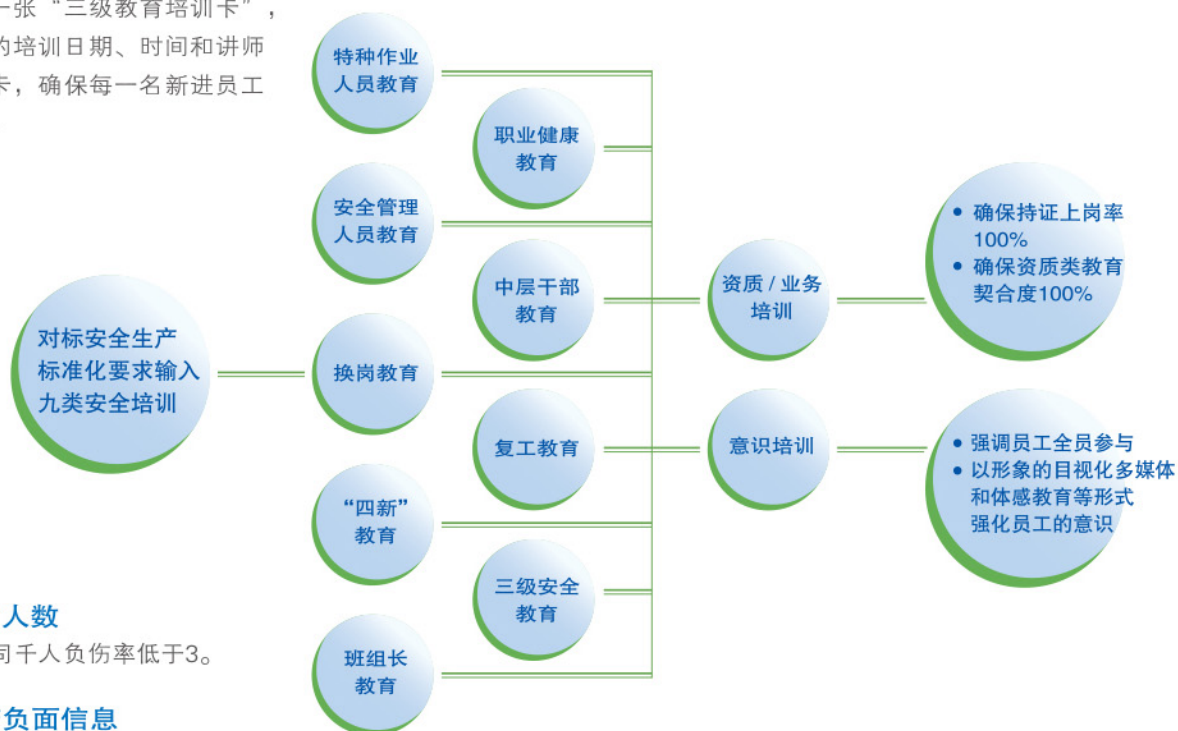 一张“三级教育培训卡”，
的培训日期、时间和讲师
卡，确保每一名新进员工
特种作业
人员教育
职业健康
教育
安全管理
人员教育
中层干部
教育
换岗教育
复工教育
“四新”
教育
三级安全
教育
班组长
教育
对标安全生产
标准化要求输入
九类安全培训
资质 / 业务
培训
意识培训
• 确保持证上岗率
100%
• 确保资质类教育
契合度100%
• 强调员工全员参与
• 以形象的目视化多媒体
和体感教育等形式
强化员工的意识
人数
司千人负伤率低于3。
负面信息